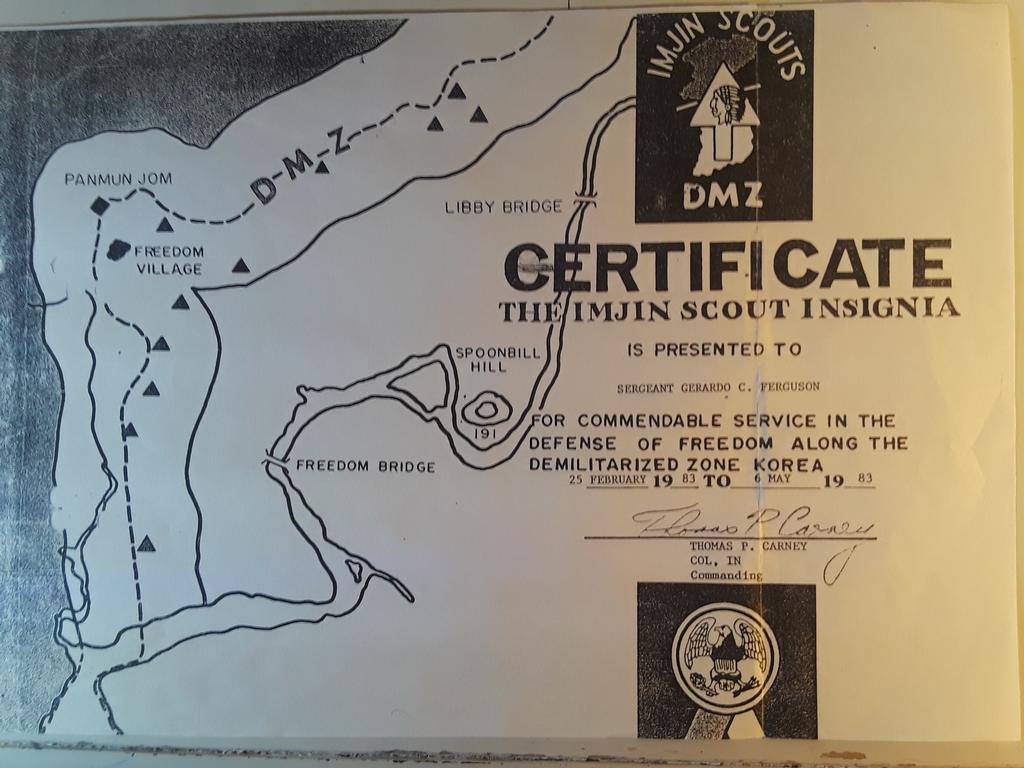 IMJIN SCOUTS
DMZ
D-M-Z
PANMUN JOM
LIBBY BRIDGE
FREEDOM
VILLAGE
CERTIFICATE
THE IMJIN SCOUT INSIGNIA
SPOONBILL
HILL
191
FREEDOM BRIDGE
IS PRESENTED TO
SERGEANT GERARDO C. FERGUSON
FOR COMMENDABLE SERVICE IN THE
DEFENSE OF FREEDOM ALONG THE
DEMILITARIZED ZONE KOREA
25 FEBRUARY 19 83 TO 6 MAY 19 83
Thomas P. Carney
THOMAS P. CARNEY
COL, IN
Commanding